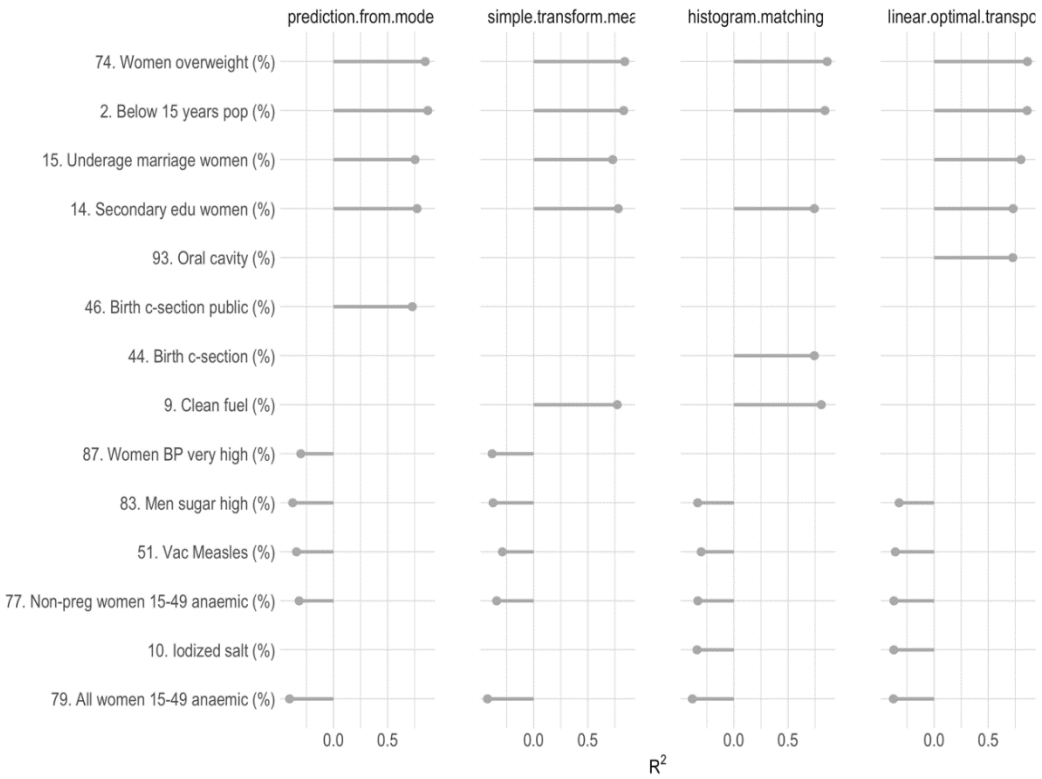 prediction.from.mode simple.transform.mea histogram.matching linear.optimal.transpo
74. Women overweight (%)
2. Below 15 years pop (%)
15. Underage marriage women (%)
14. Secondary edu women (%)
93. Oral cavity (%)
46. Birth c-section public (%)
44. Birth c-section (%)
9. Clean fuel (%)
87. Women BP very high (%)
83. Men sugar high (%)
51. Vac Measles (%)
77. Non-preg women 15-49 anaemic (%)
10. Iodized salt (%)
79. All women 15-49 anaemic (%)
0.0 0.5 0.0 0.5 0.0 0.5 0.0 0.5
R²